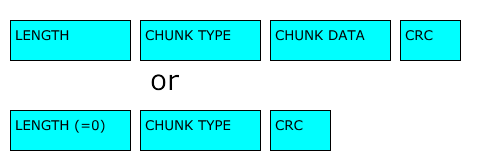 LENGTH CHUNK TYPE CHUNK DATA CRC
or
LENGTH (=0) CHUNK TYPE CRC